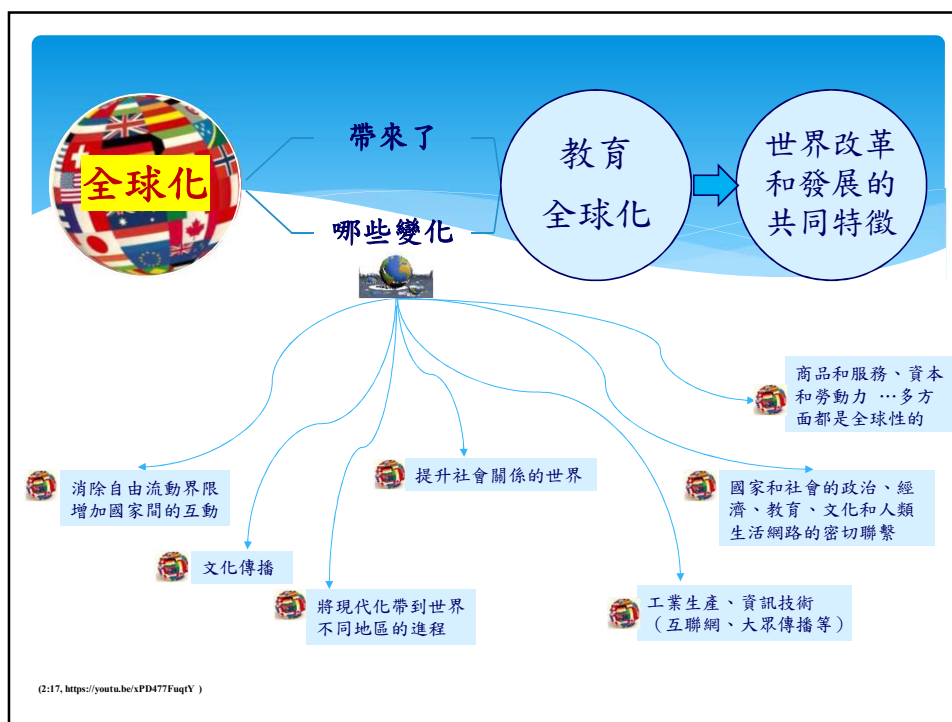 全球化
帶來了
哪些變化
教育
全球化
世界改革
和發展的
共同特徵
商品和服務、資本
和勞動力 …多方
面都是全球性的
消除自由流動界限
增加國家間的互動
提升社會關係的世界
國家和社會的政治、經
濟、教育、文化和人類
生活網路的密切聯繫
文化傳播
將現代化帶到世界
不同地區的進程
工業生產、資訊技術
（互聯網、大眾傳播等）
(2:17, https://youtu.be/xPD477FuqtY )